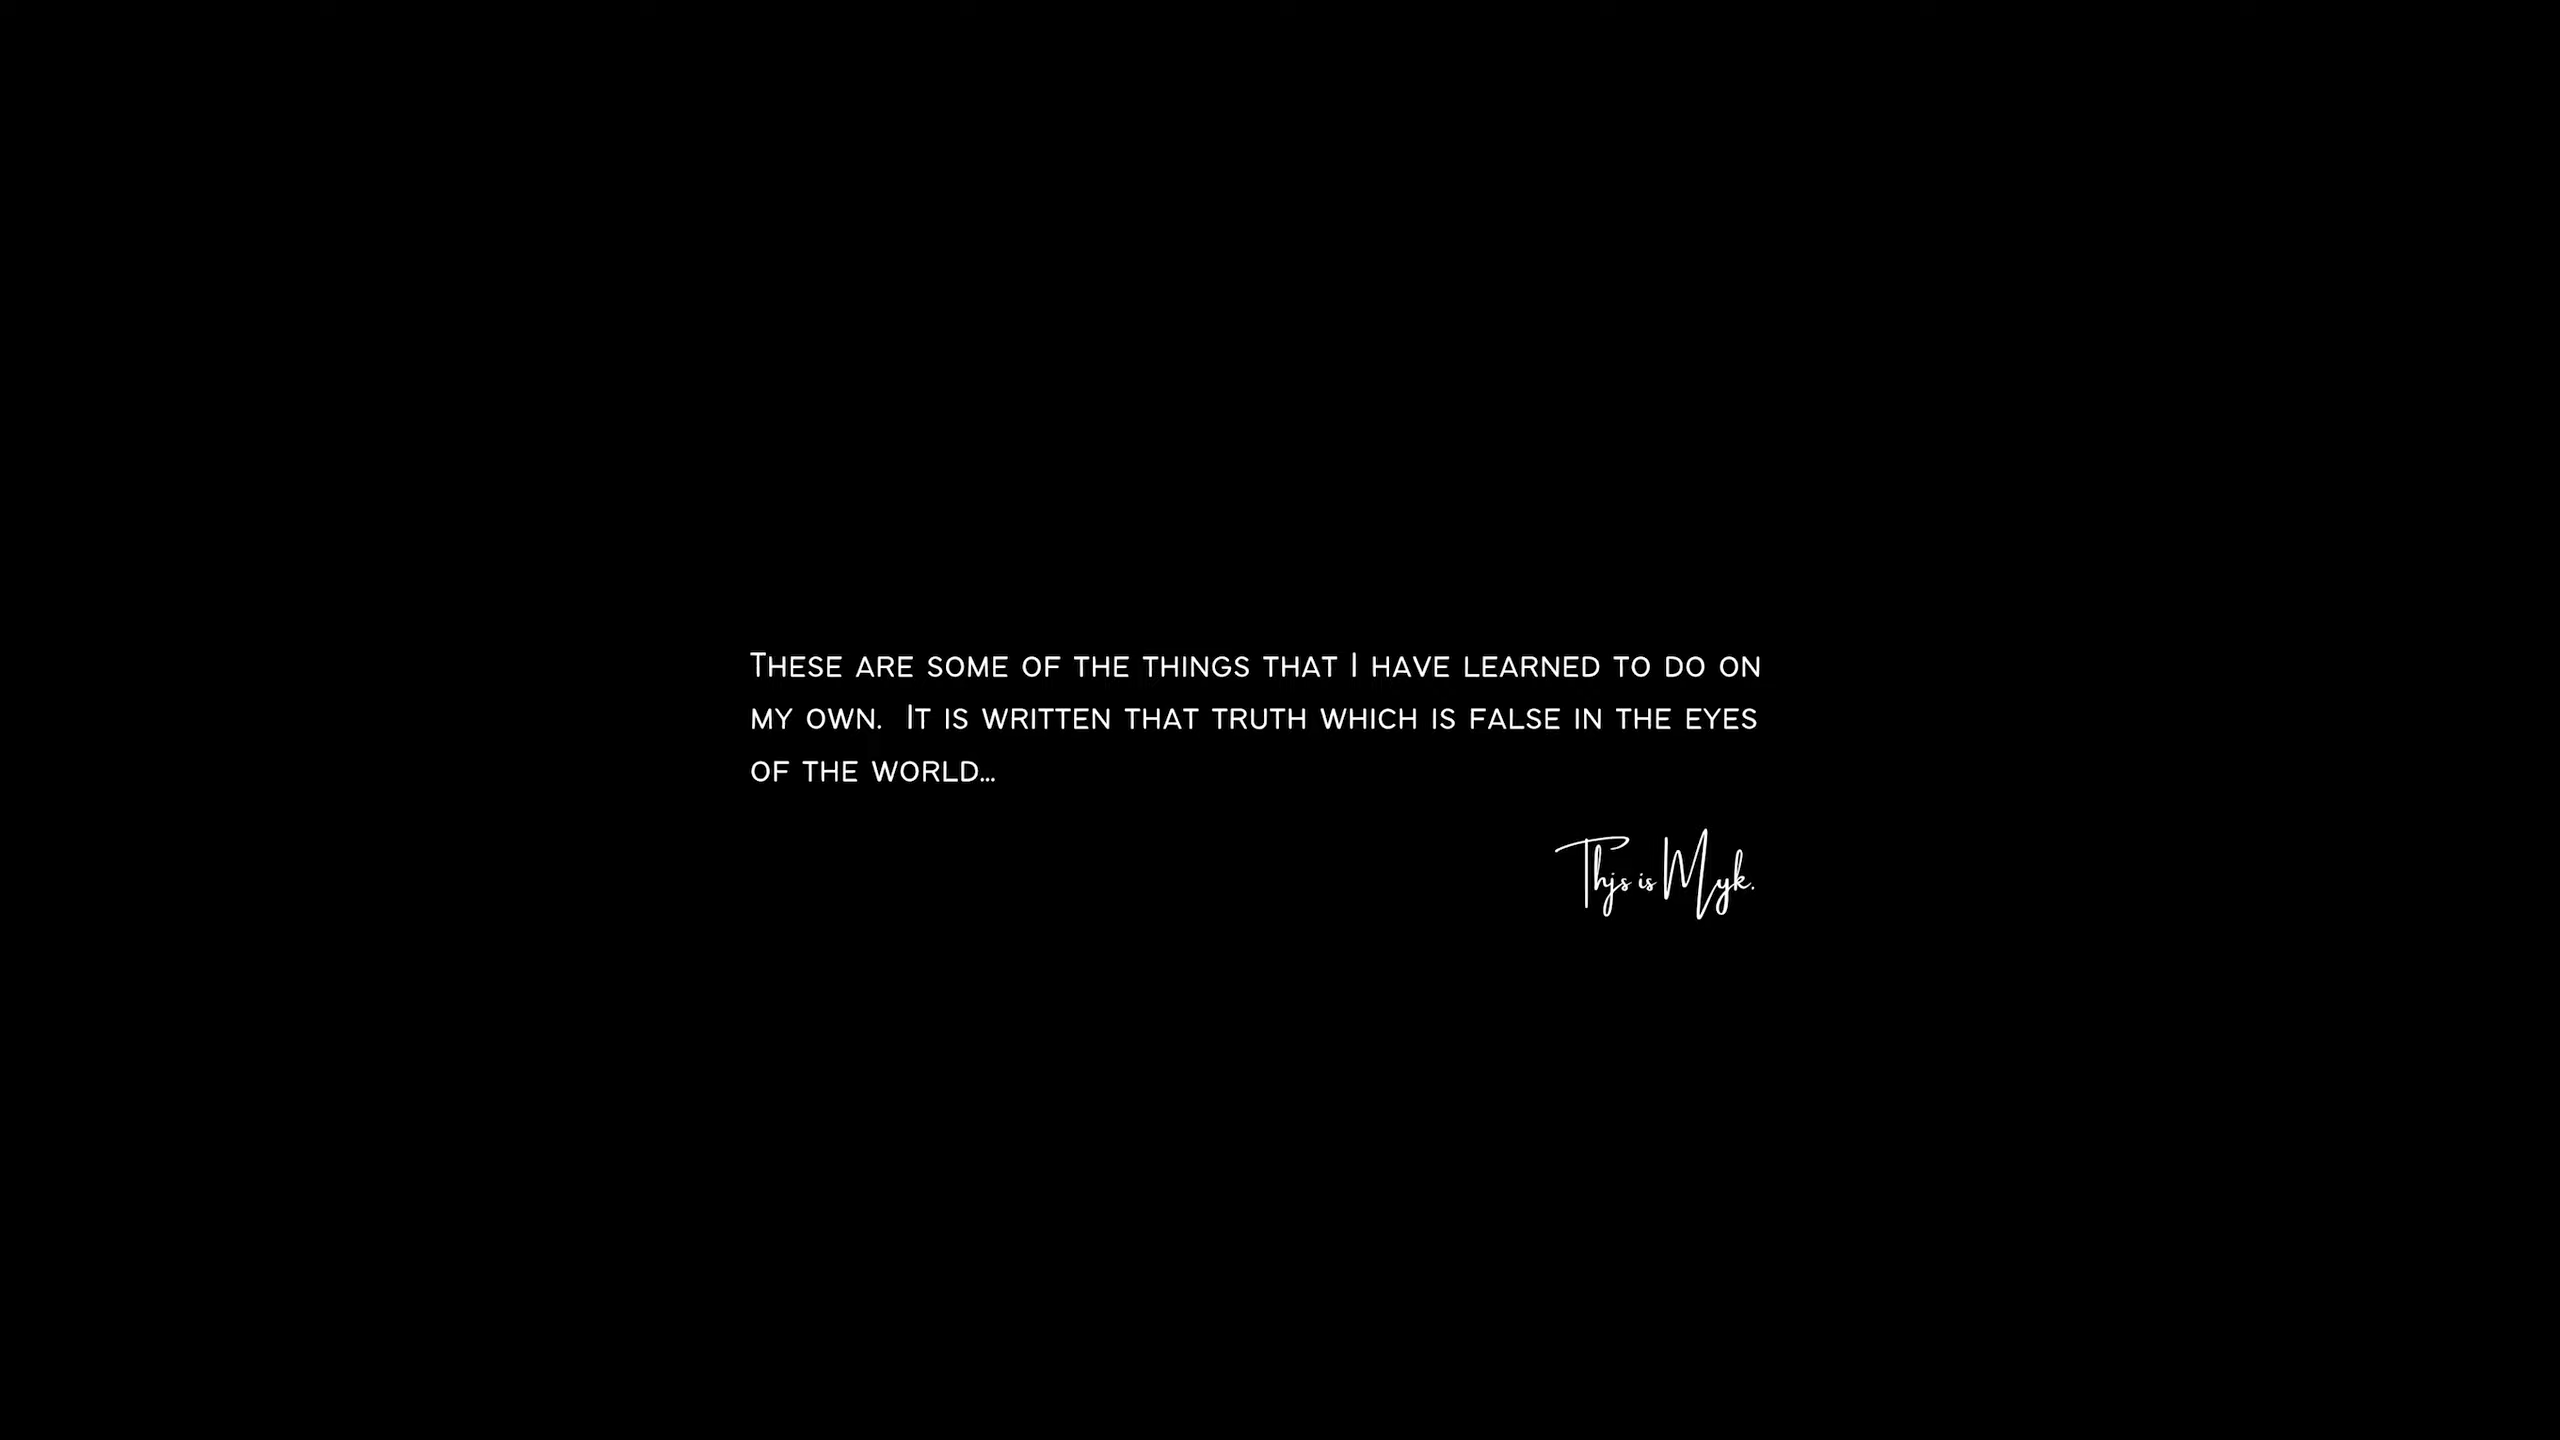 These are some of the things that I have learned to do on
my own.  It is written that truth which is false in the eyes
of the world...
Thjs is Myk.